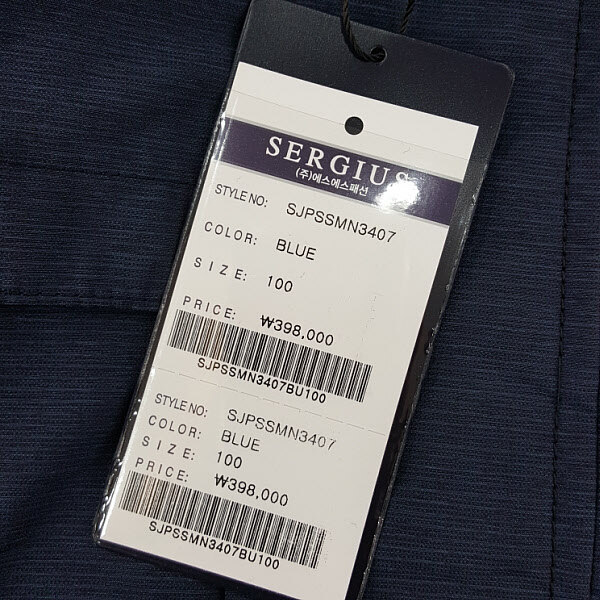 SERGIUS
(주)에스에스패션
STYLE NO: SJPSSMN3407
COLOR: BLUE
SIZE: 100
PRICE: ₩398,000
SJPSSMN3407BU100
STYLE NO: SJPSSMN3407
COLOR: BLUE
SIZE: 100
PRICE: ₩398,000
SJPSSMN3407BU100